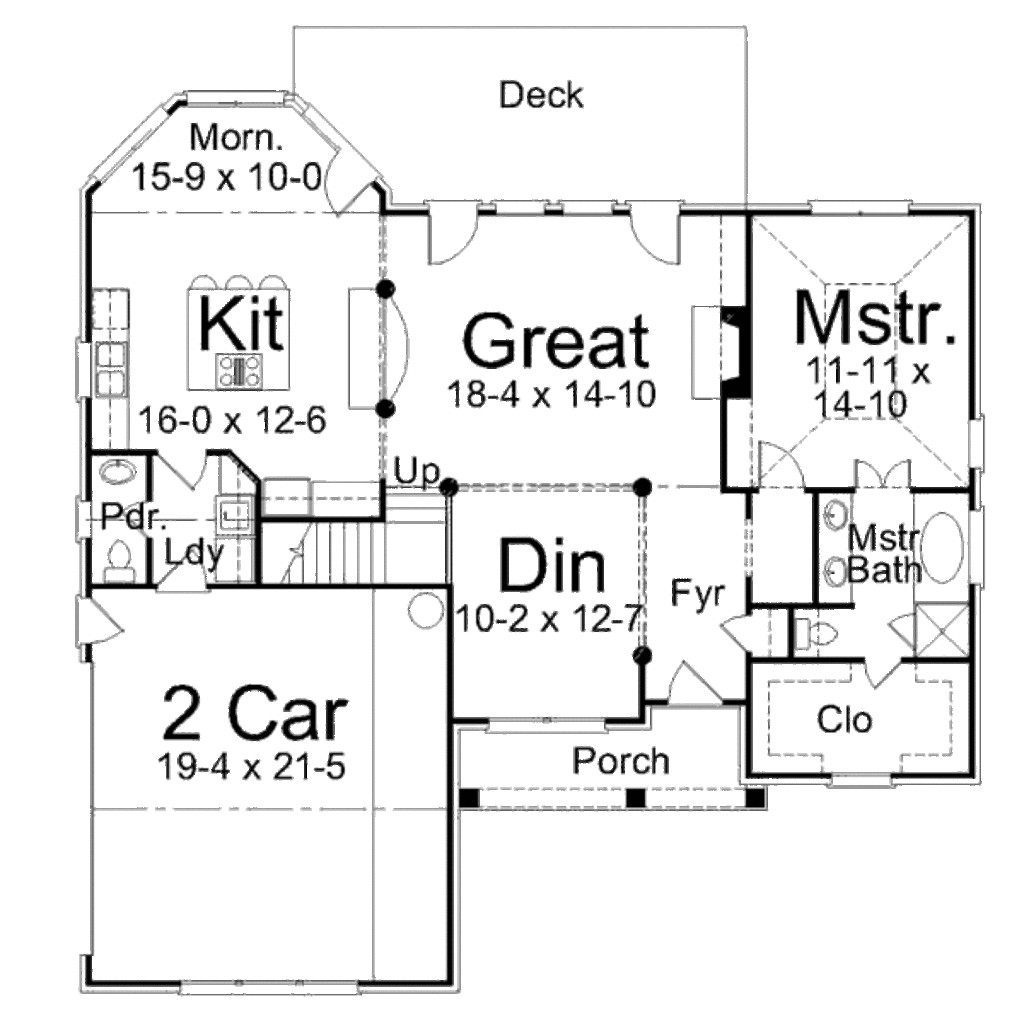 Deck
Morn.
15-9 x 10-0
Kit
16-0 x 12-6
Great
18-4 x 14-10
Mstr.
11-11 x
14-10
Up
Pdr.
Ldy
Din
10-2 x 12-7
Fyr
Mstr
Bath
2 Car
19-4 x 21-5
Porch
Clo